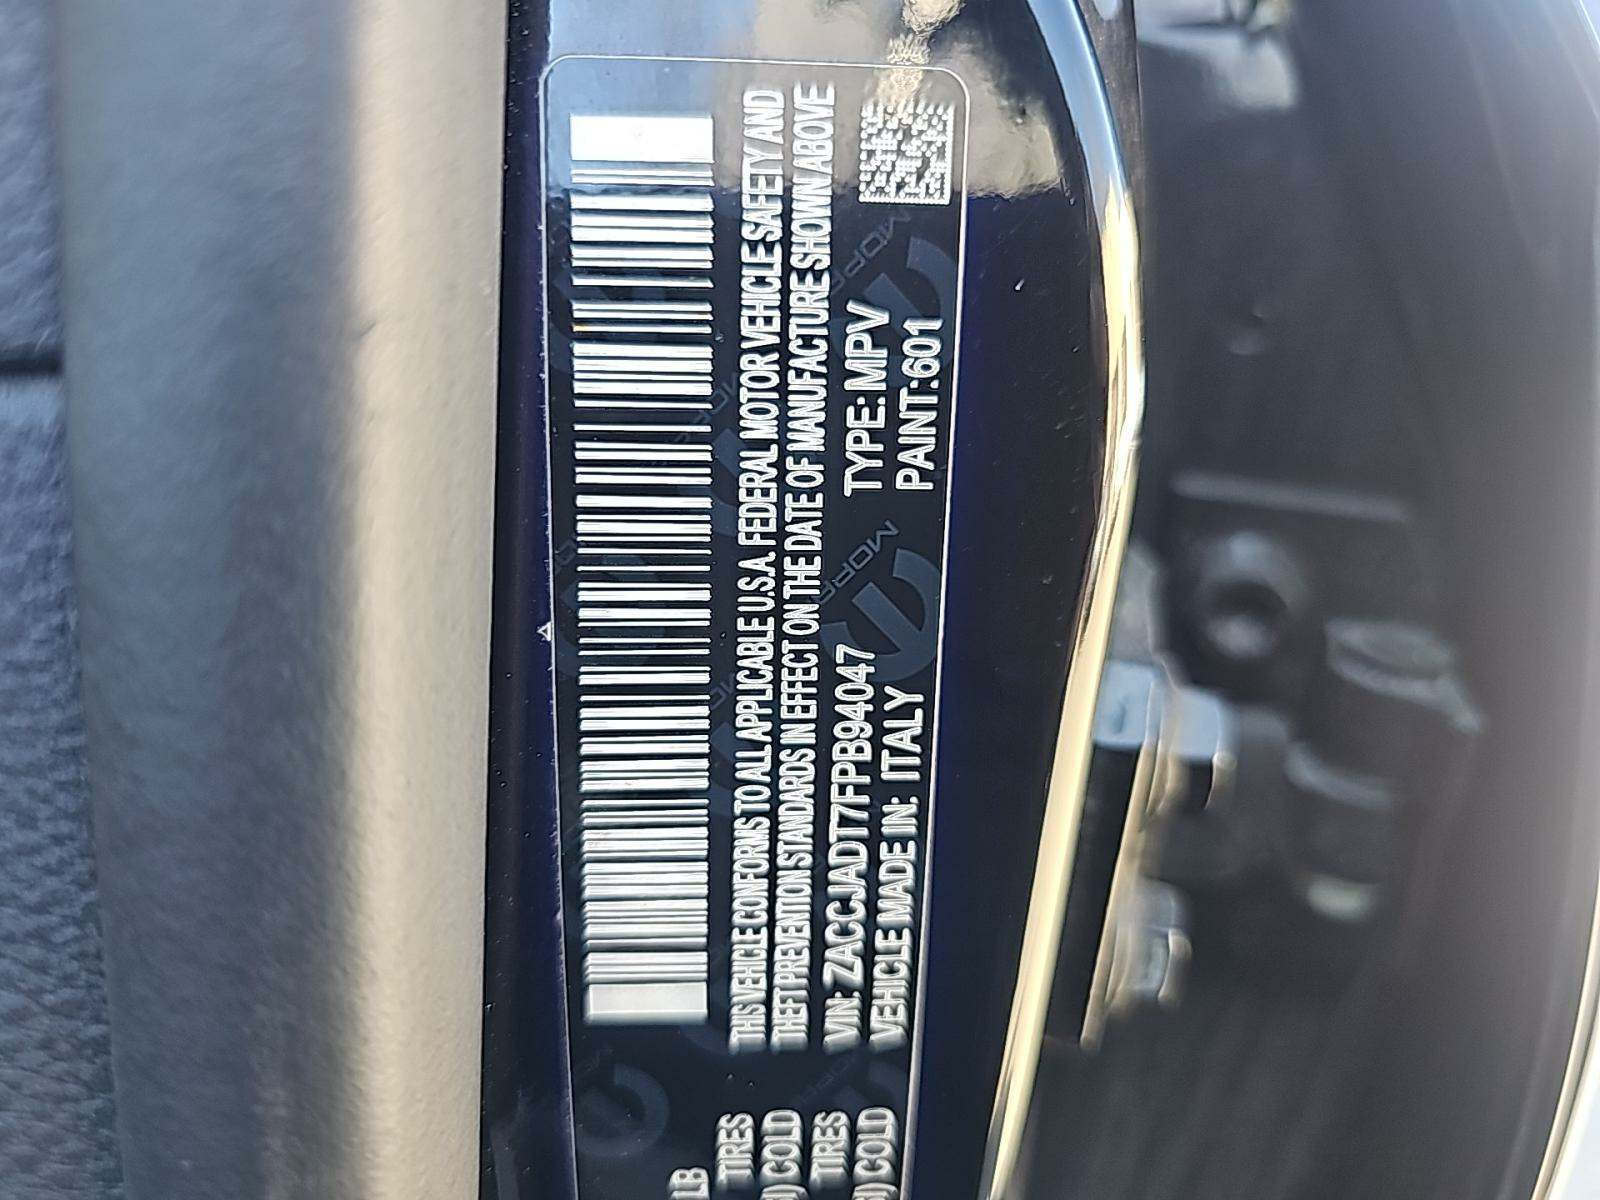 THIS VEHICLE CONFORMS TO ALL APPLICABLE U.S.A. FEDERAL MOTOR VEHICLE SAFETY AND
THEFT PREVENTION STANDARDS IN EFFECT ON THE DATE OF MANUFACTURE SHOWN ABOVE
VIN: ZACCJADT7FPB94047 TYPE: MPV
VEHICLE MADE IN: ITALY PAINT:601
LB
TIRES
COLD
TIRES
COLD
MOPAR
MOPAR